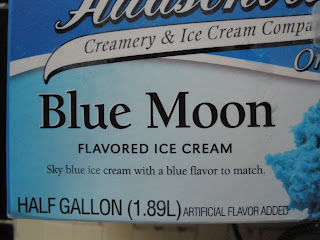 Creamery & Ice Cream
Blue Moon
FLAVORED ICE CREAM
Sky blue ice cream with a blue flavor to match.
HALF GALLON (1.89L) ARTIFICIAL FLAVOR ADDED